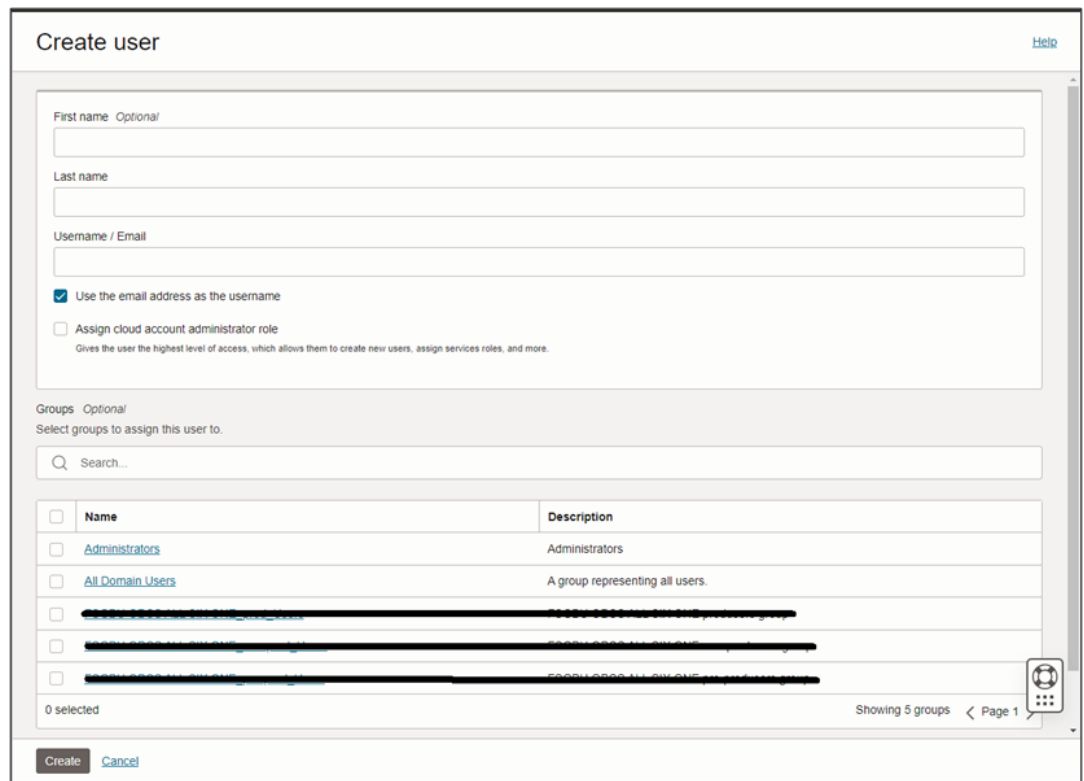 Create user
Help
First name Optional
Last name
Username / Email
Use the email address as the username
Assign cloud account administrator role
Gives the user the highest level of access, which allows them to create new users, assign services roles, and more.
Groups Optional
Select groups to assign this user to.
Search...
Name Description
Administrators Administrators
All Domain Users A group representing all users.
0 selected Showing 5 groups Page 1
Create Cancel